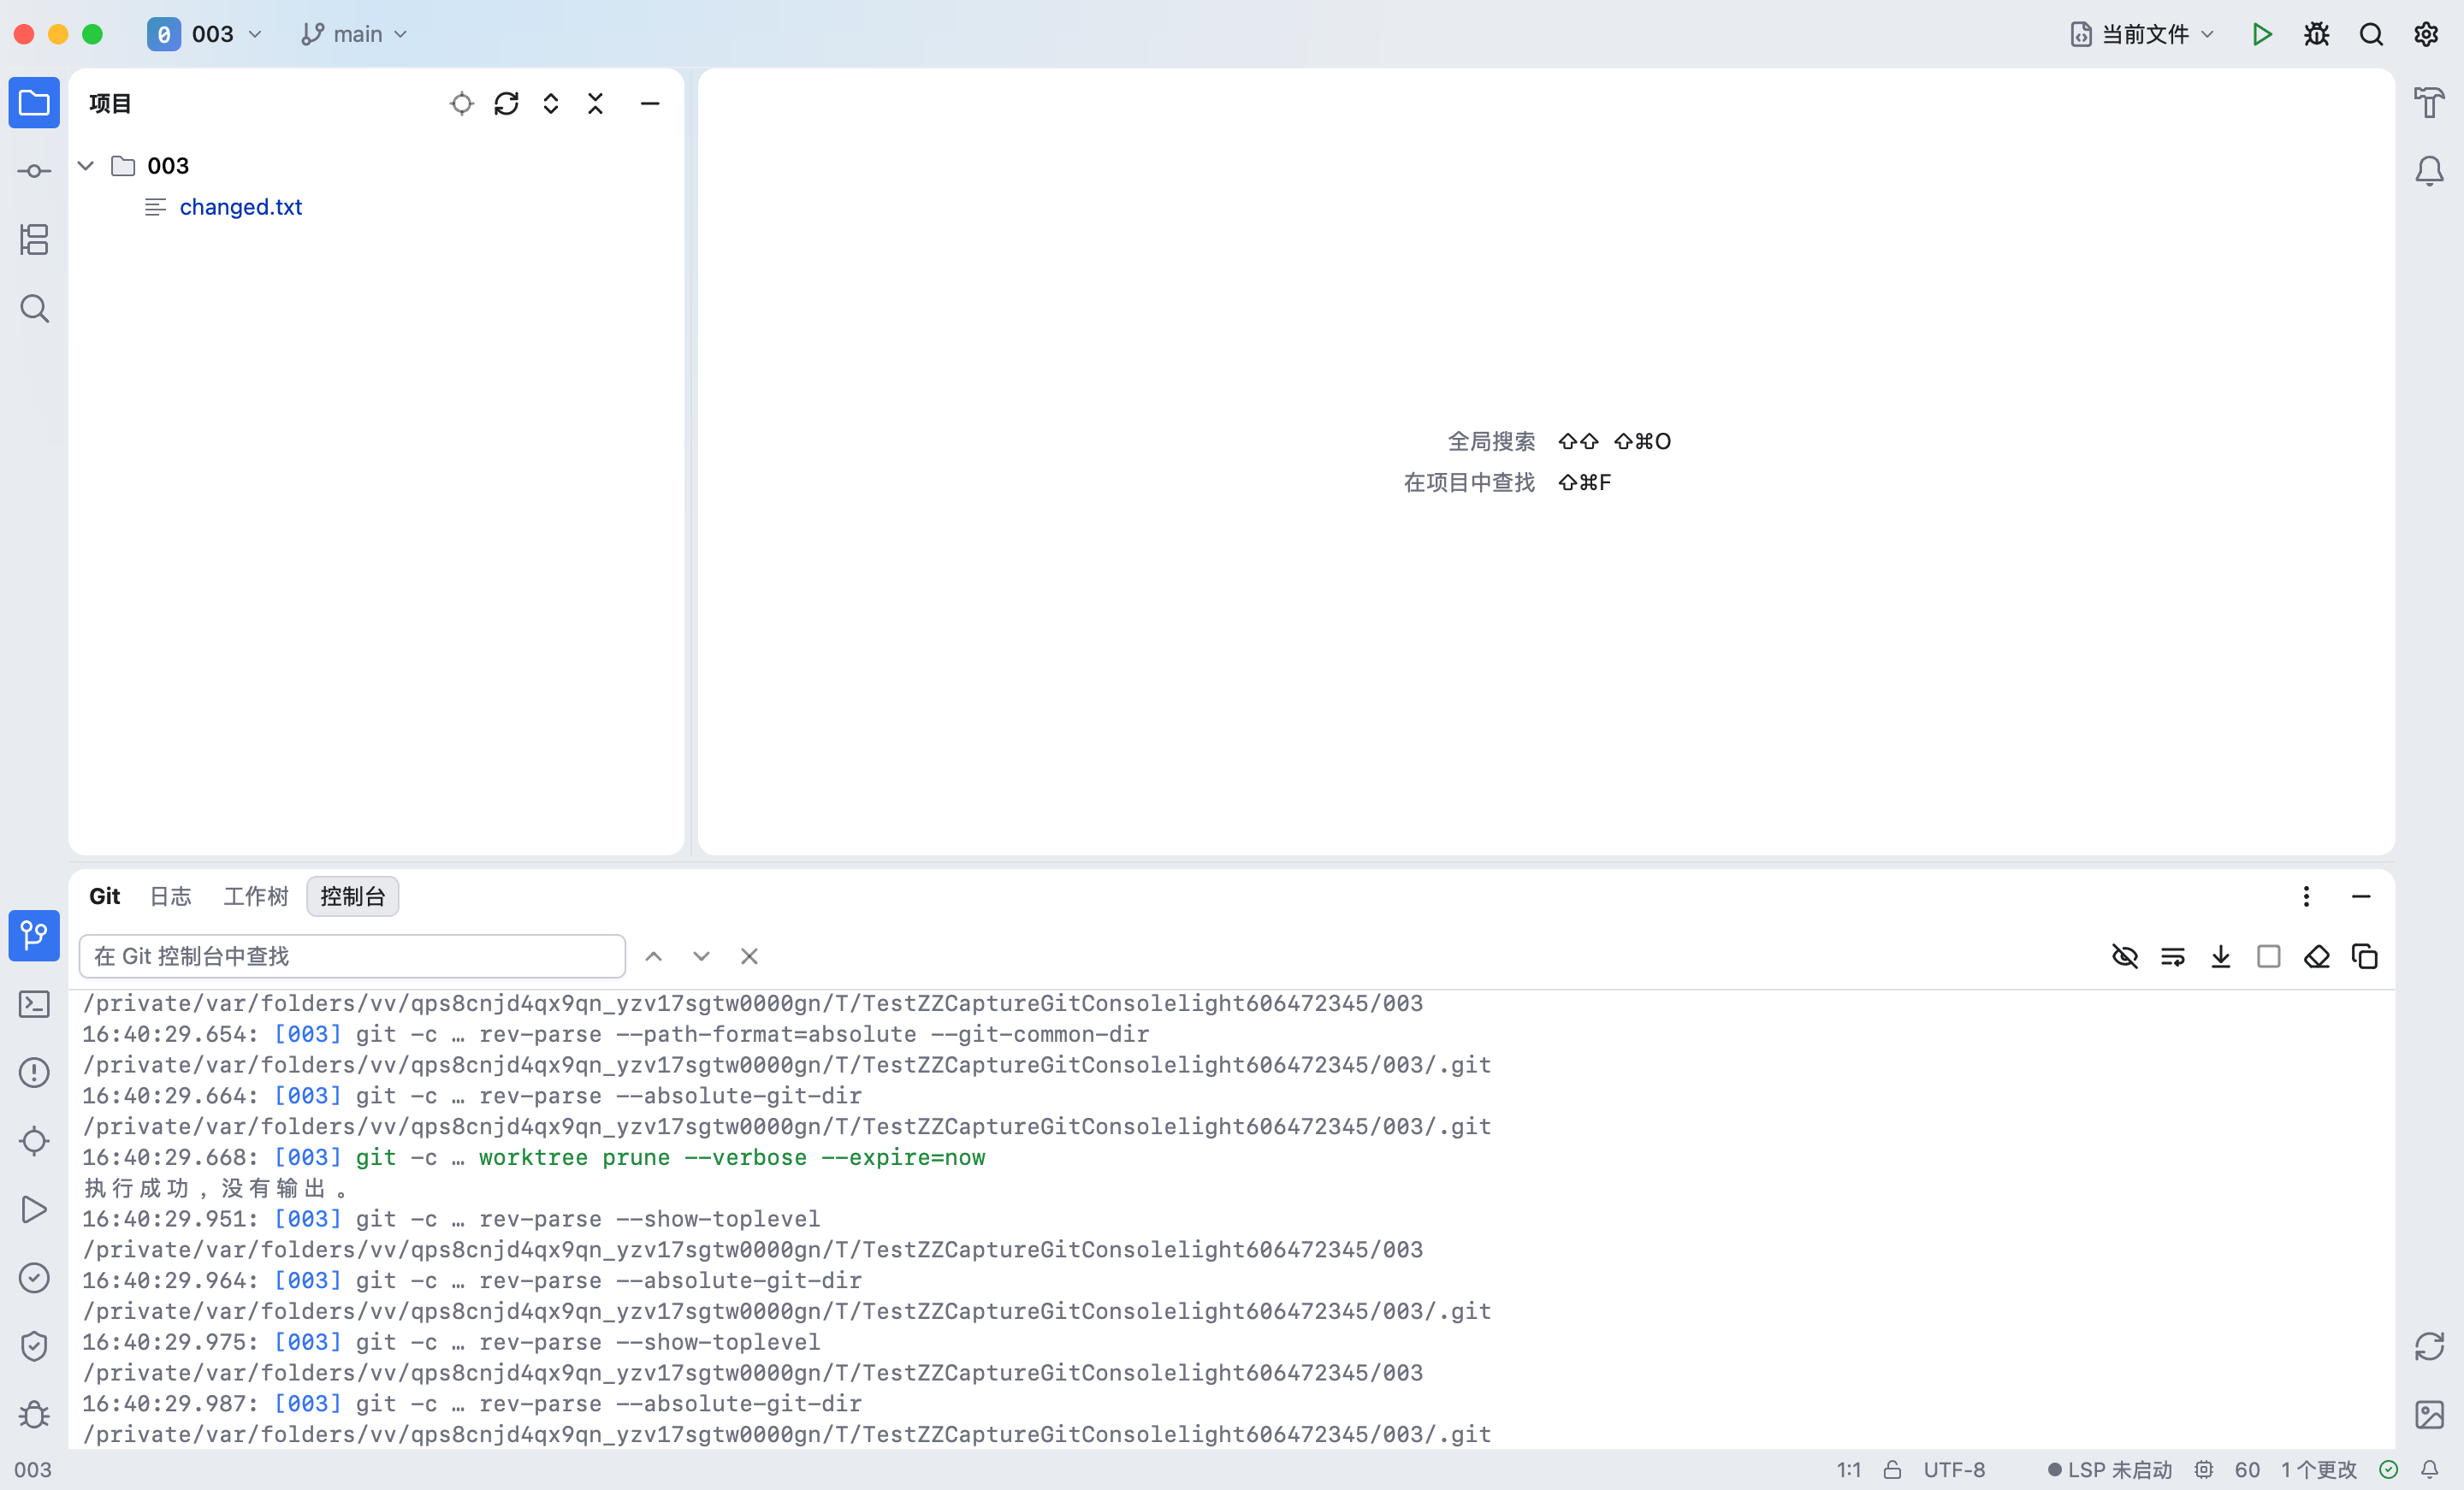 0 003 main 当前文件
项目
003
changed.txt
全局搜索 ⇧⇧ ⇧⌘O
在项目中查找 ⇧⌘F
Git 日志 工作树 控制台
在 Git 控制台中查找
/private/var/folders/vv/qps8cnjd4qx9qn_yzv17sgtw0000gn/T/TestZZCaptureGitConsolelight606472345/003
16:40:29.654: [003] git -c … rev-parse --path-format=absolute --git-common-dir
/private/var/folders/vv/qps8cnjd4qx9qn_yzv17sgtw0000gn/T/TestZZCaptureGitConsolelight606472345/003/.git
16:40:29.664: [003] git -c … rev-parse --absolute-git-dir
/private/var/folders/vv/qps8cnjd4qx9qn_yzv17sgtw0000gn/T/TestZZCaptureGitConsolelight606472345/003/.git
16:40:29.668: [003] git -c … worktree prune --verbose --expire=now
执行成功，没有输出。
16:40:29.951: [003] git -c … rev-parse --show-toplevel
/private/var/folders/vv/qps8cnjd4qx9qn_yzv17sgtw0000gn/T/TestZZCaptureGitConsolelight606472345/003
16:40:29.964: [003] git -c … rev-parse --absolute-git-dir
/private/var/folders/vv/qps8cnjd4qx9qn_yzv17sgtw0000gn/T/TestZZCaptureGitConsolelight606472345/003/.git
16:40:29.975: [003] git -c … rev-parse --show-toplevel
/private/var/folders/vv/qps8cnjd4qx9qn_yzv17sgtw0000gn/T/TestZZCaptureGitConsolelight606472345/003
16:40:29.987: [003] git -c … rev-parse --absolute-git-dir
/private/var/folders/vv/qps8cnjd4qx9qn_yzv17sgtw0000gn/T/TestZZCaptureGitConsolelight606472345/003/.git
003 1:1 UTF-8 LSP 未启动 60 1 个更改